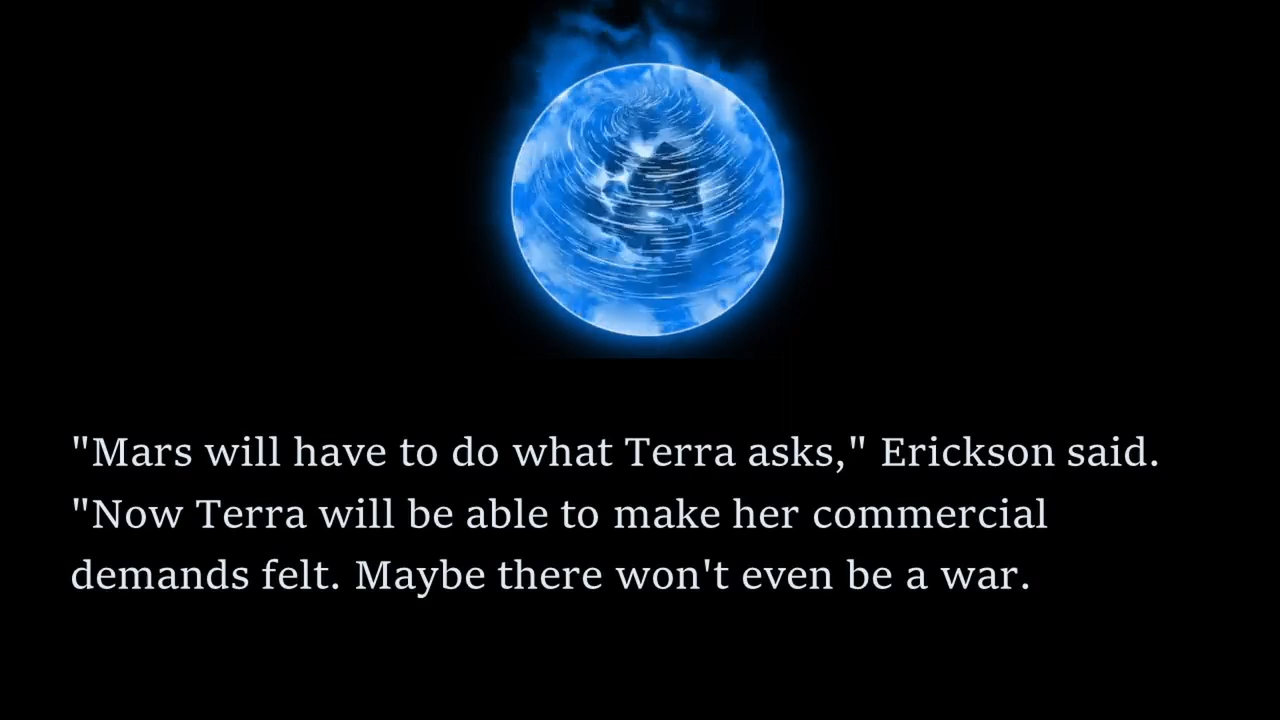 "Mars will have to do what Terra asks," Erickson said.
"Now Terra will be able to make her commercial
demands felt. Maybe there won't even be a war.